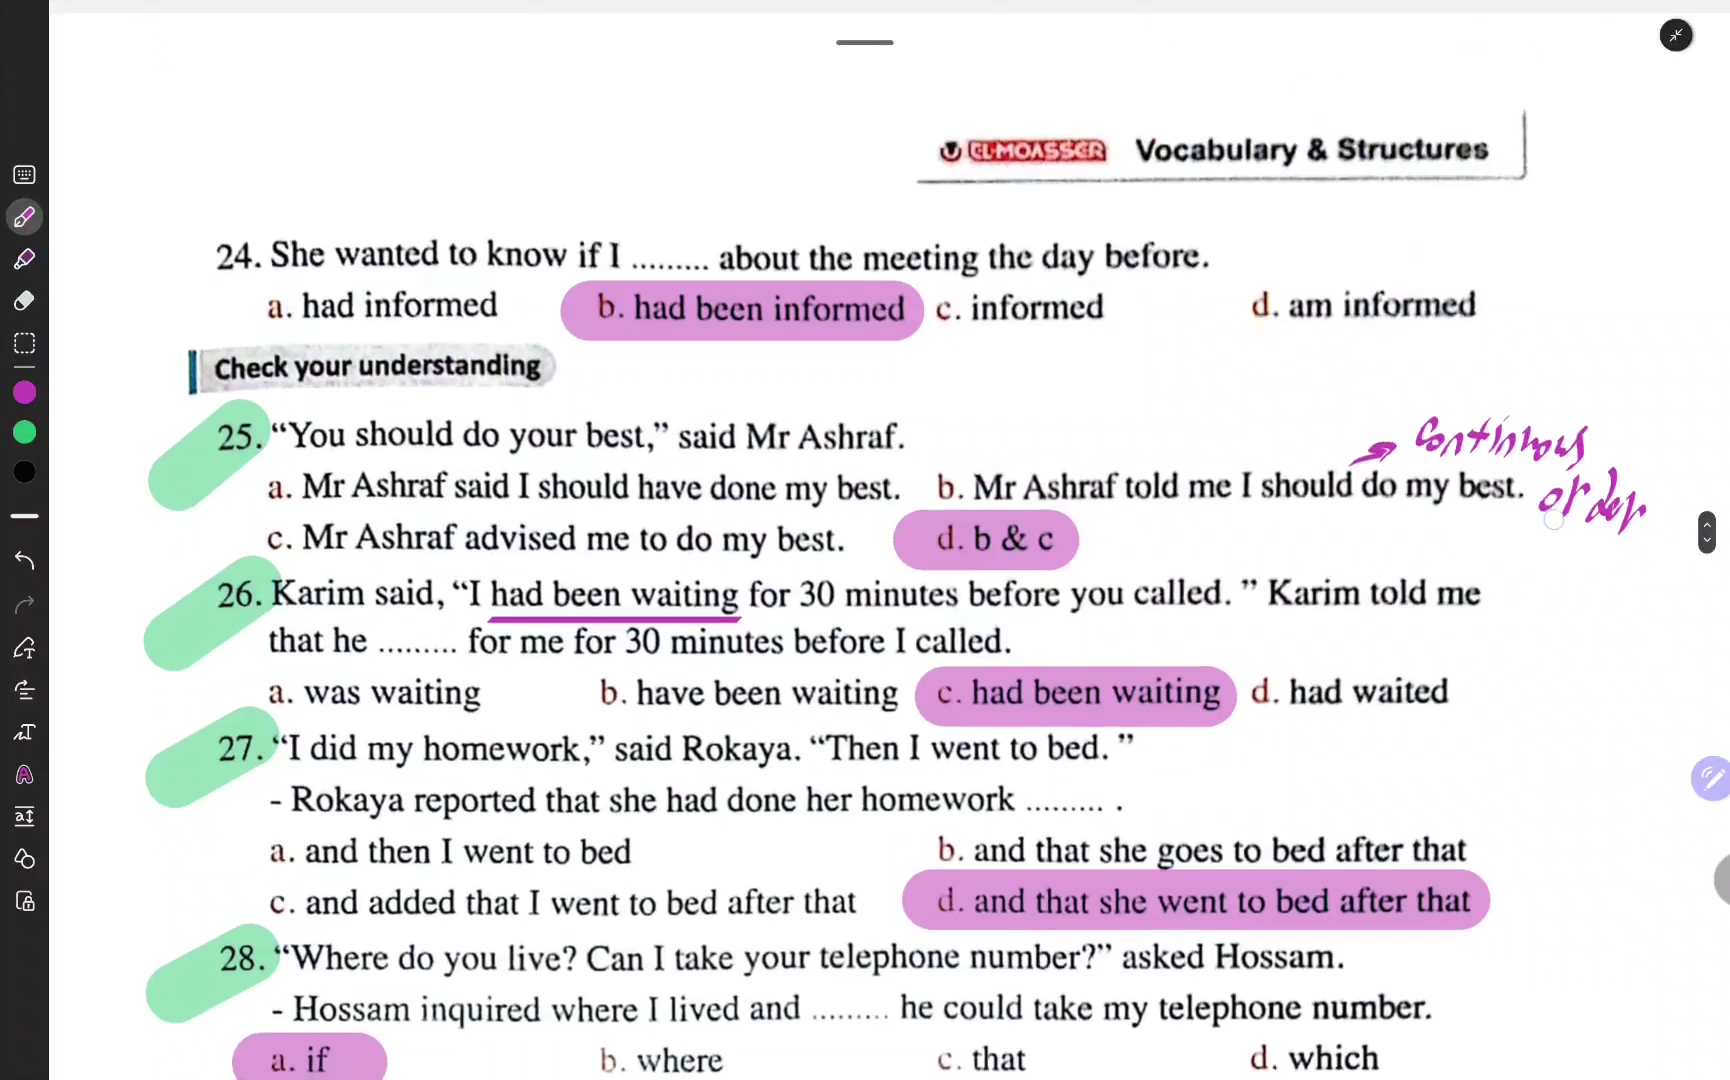 EL-MOASSER Vocabulary & Structures
24. She wanted to know if I ......... about the meeting the day before.
a. had informed b. had been informed c. informed d. am informed
Check your understanding
25. “You should do your best,” said Mr Ashraf.
continuous
a. Mr Ashraf said I should have done my best. b. Mr Ashraf told me I should do my best.
order
c. Mr Ashraf advised me to do my best. d. b & c
26. Karim said, “I had been waiting for 30 minutes before you called. ” Karim told me
that he ......... for me for 30 minutes before I called.
a. was waiting b. have been waiting c. had been waiting d. had waited
27. “I did my homework,” said Rokaya. “Then I went to bed. ”
- Rokaya reported that she had done her homework ......... .
a. and then I went to bed b. and that she goes to bed after that
c. and added that I went to bed after that d. and that she went to bed after that
28. “Where do you live? Can I take your telephone number?” asked Hossam.
- Hossam inquired where I lived and ......... he could take my telephone number.
a. if b. where c. that d. which